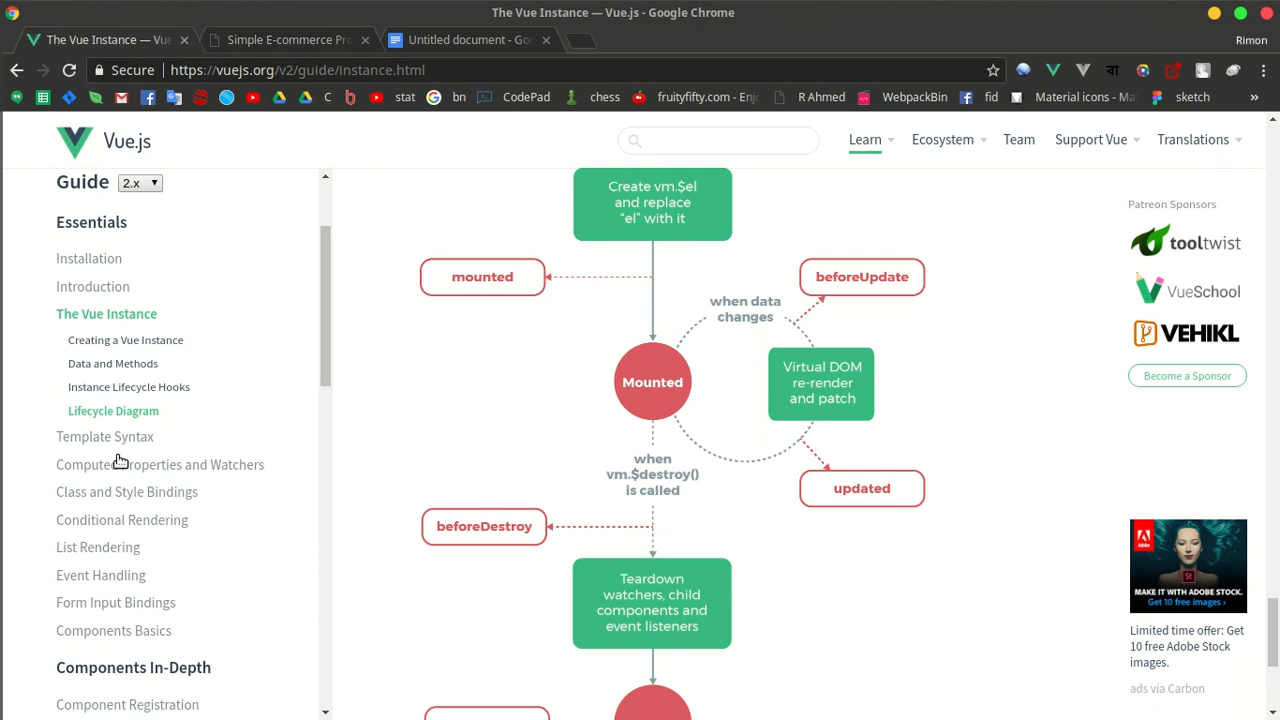 The Vue Instance — Vue.js - Google Chrome
The Vue Instance — Vue
Simple E-commerce Pro
Untitled document - Go
Rimon
Secure
https://vuejs.org/v2/guide/instance.html
C
stat
bn
CodePad
chess
fruityfifty.com - Enj
R Ahmed
WebpackBin
fid
Material icons - Ma
sketch
»
বা
Vue.js
Learn
Ecosystem
Team
Support Vue
Translations
Guide
2.x
Essentials
Installation
Introduction
The Vue Instance
Creating a Vue Instance
Data and Methods
Instance Lifecycle Hooks
Lifecycle Diagram
Template Syntax
Computed Properties and Watchers
Class and Style Bindings
Conditional Rendering
List Rendering
Event Handling
Form Input Bindings
Components Basics
Components In-Depth
Component Registration
Create vm.$el
and replace
“el” with it
mounted
beforeUpdate
when data
changes
Mounted
Virtual DOM
re-render
and patch
when
vm.$destroy()
is called
updated
beforeDestroy
Teardown
watchers, child
components and
event listeners
Patreon Sponsors
tooltwist
VueSchool
VEHIKL
Become a Sponsor
St
MAKE IT WITH ADOBE STOCK.
Get 10 free images ›
Limited time offer: Get
10 free Adobe Stock
images.
ads via Carbon